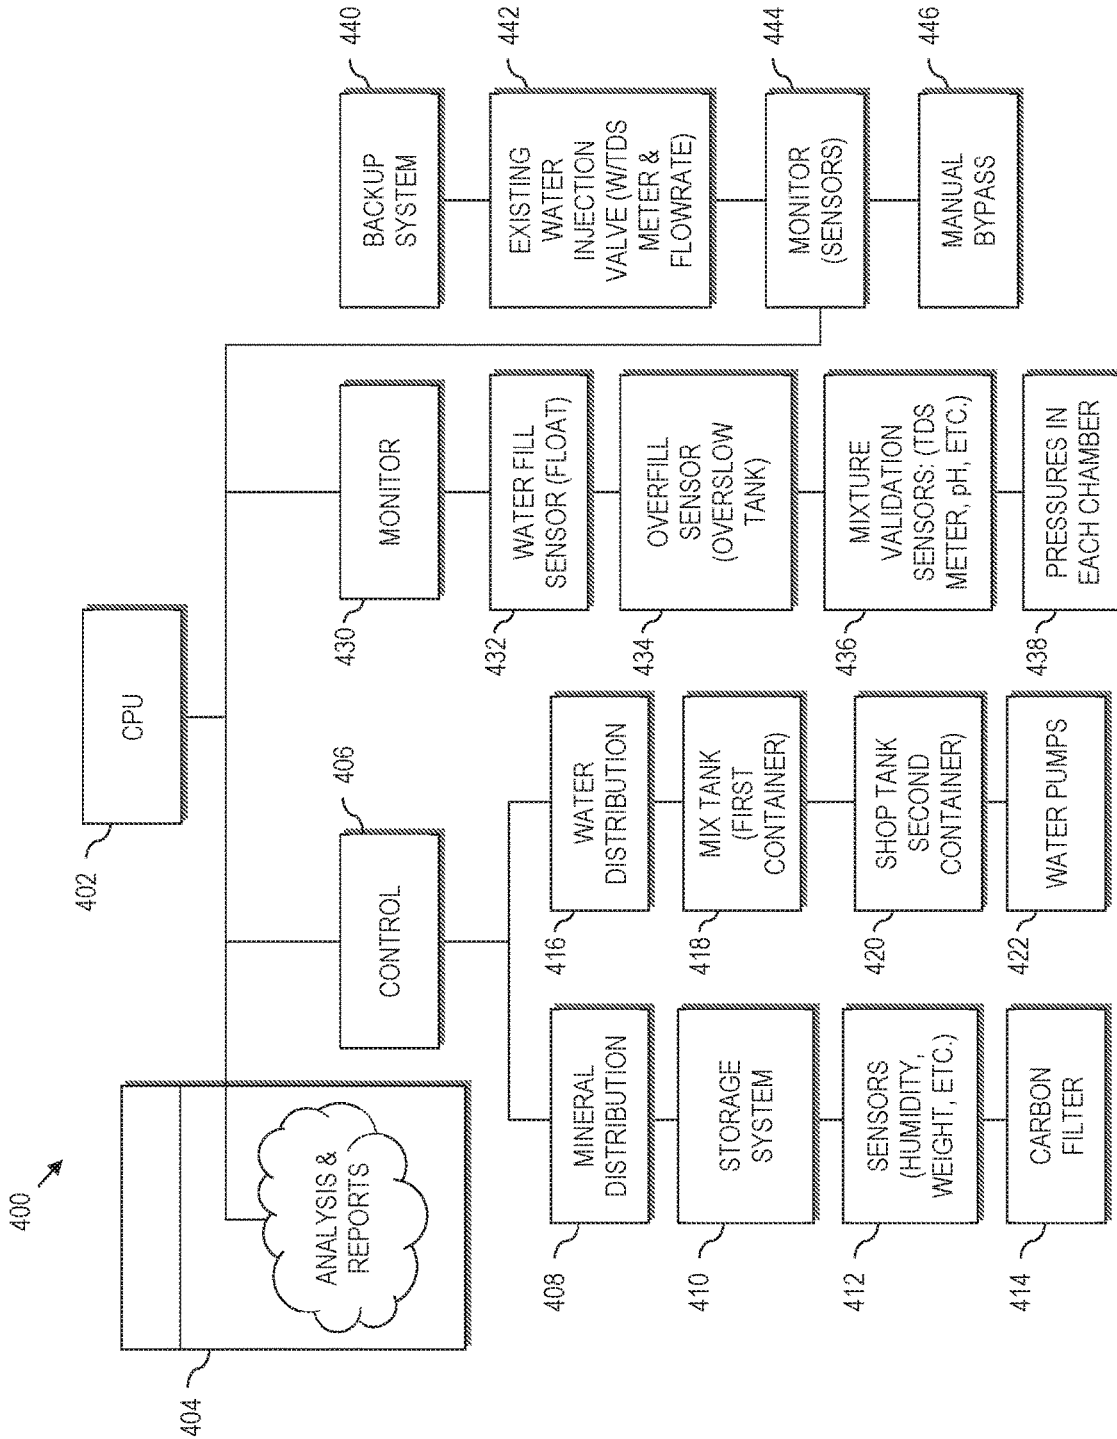 400
CPU
402
404
ANALYSIS &
REPORTS
CONTROL
406
MINERAL
DISTRIBUTION
408
STORAGE
SYSTEM
410
SENSORS
(HUMIDITY,
WEIGHT, ETC.)
412
CARBON
FILTER
414
WATER
DISTRIBUTION
416
MIX TANK
(FIRST
CONTAINER)
418
SHOP TANK
SECOND
CONTAINER)
420
WATER PUMPS
422
MONITOR
430
WATER FILL
SENSOR (FLOAT)
432
OVERFILL
SENSOR
(OVERSLOW
TANK)
434
MIXTURE
VALIDATION
SENSORS: (TDS
METER, pH, ETC.)
436
PRESSURES IN
EACH CHAMBER
438
BACKUP
SYSTEM
440
EXISTING
WATER
INJECTION
VALVE (W/TDS
METER &
FLOWRATE)
442
MONITOR
(SENSORS)
444
MANUAL
BYPASS
446